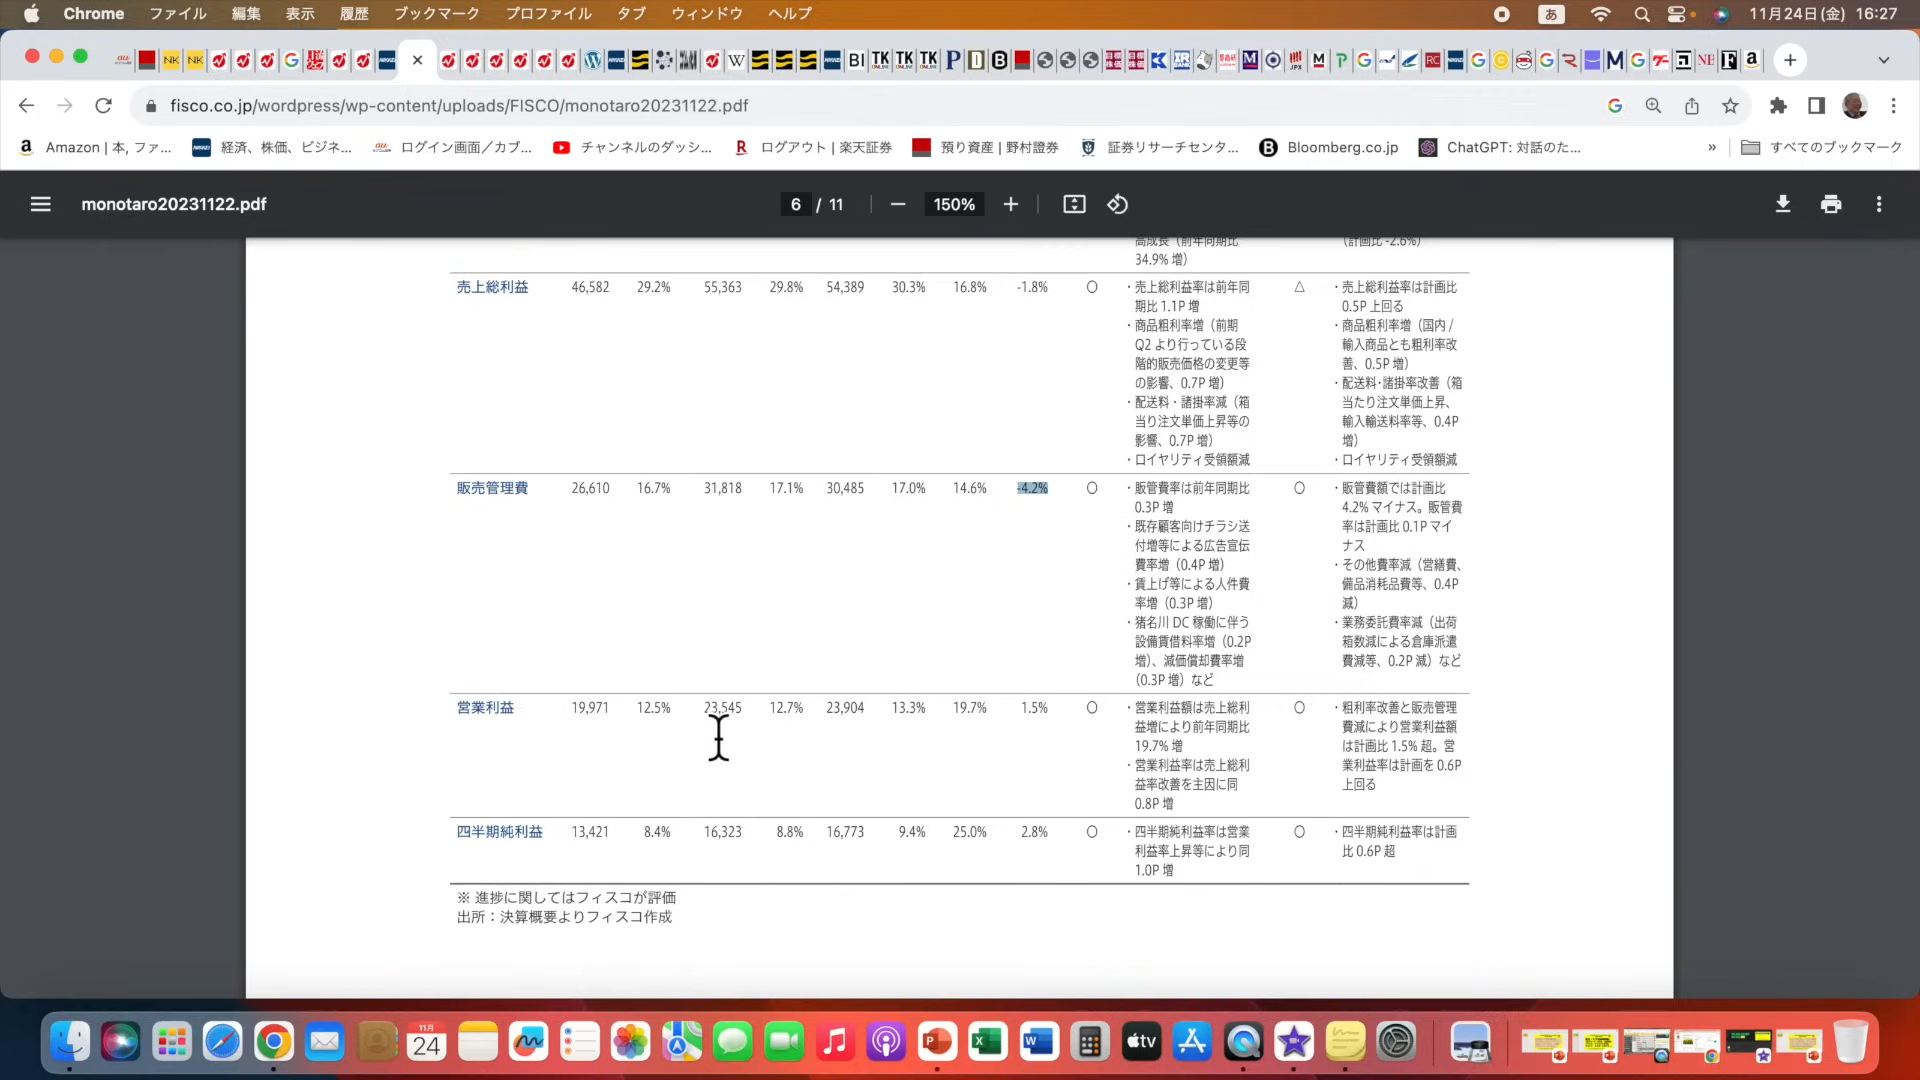 Chrome ファイル 編集 表示 履歴 ブックマーク プロファイル タブ ウィンドウ ヘルプ あ 11月24日(金) 16:27
fisco.co.jp/wordpress/wp-content/uploads/FISCO/monotaro20231122.pdf
Amazon | 本, ファ... 経済、株価、ビジネ... ログイン画面／カブ... チャンネルのダッシ... ログアウト | 楽天証券 預り資産 | 野村證券 証券リサーチセンタ... Bloomberg.co.jp ChatGPT: 対話のた... » すべてのブックマーク
monotaro20231122.pdf 6 / 11 150%
高成長（前年同期比
34.9% 増）
（計画比 -2.6%）
売上総利益 46,582 29.2% 55,363 29.8% 54,389 30.3% 16.8% -1.8% ○
・売上総利益率は前年同
期比 1.1P 増
・商品粗利率増（前期
Q2 より行っている段
階的販売価格の変更等
の影響、0.7P 増）
・配送料・諸掛率減（箱
当り注文単価上昇等の
影響、0.7P 増）
・ロイヤリティ受領額減
△
・売上総利益率は計画比
0.5P 上回る
・商品粗利率増（国内 /
輸入商品とも粗利率改
善、0.5P 増）
・配送料・諸掛率改善（箱
当たり注文単価上昇、
輸入輸送料率等、0.4P
増）
・ロイヤリティ受領額減
販売管理費 26,610 16.7% 31,818 17.1% 30,485 17.0% 14.6% -4.2% ○
・販管費率は前年同期比
0.3P 増
・既存顧客向けチラシ送
付増等による広告宣伝
費率増（0.4P 増）
・賃上げ等による人件費
率増（0.3P 増）
・猪名川 DC 稼働に伴う
設備賃借料率増（0.2P
増）、減価償却費率増
（0.3P 増）など
○
・販管費額では計画比
4.2% マイナス。販管費
率は計画比 0.1P マイ
ナス
・その他費率減（営繕費、
備品消耗品費等、0.4P
減）
・業務委託費率減（出荷
箱数減による倉庫派遣
費減等、0.2P 減）など
営業利益 19,971 12.5% 23,545 12.7% 23,904 13.3% 19.7% 1.5% ○
・営業利益額は売上総利
益増により前年同期比
19.7% 増
・営業利益率は売上総利
益率改善を主因に同
0.8P 増
○
・粗利率改善と販売管理
費減により営業利益額
は計画比 1.5% 超。営
業利益率は計画を 0.6P
上回る
四半期純利益 13,421 8.4% 16,323 8.8% 16,773 9.4% 25.0% 2.8% ○
・四半期純利益率は営業
利益率上昇等により同
1.0P 増
○
・四半期純利益率は計画
比 0.6P 超
※ 進捗に関してはフィスコが評価
出所：決算概要よりフィスコ作成
11月
24
tv